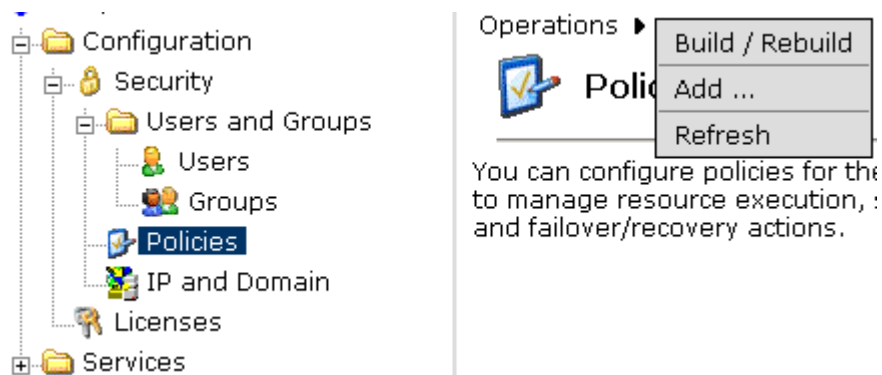 Configuration
Security
Users and Groups
Users
Groups
Policies
IP and Domain
Licenses
Services
Operations
Build / Rebuild
Add ...
Refresh
You can configure policies for the
to manage resource execution,
and failover/recovery actions.